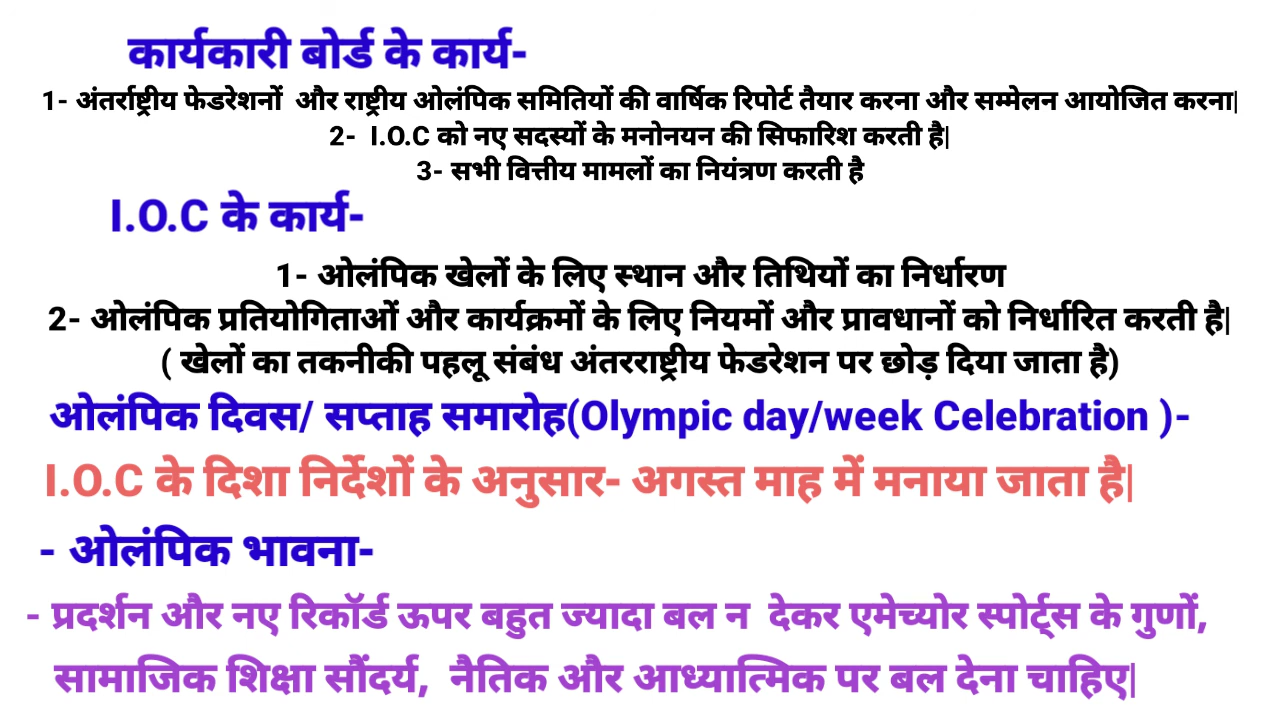 कार्यकारी बोर्ड के कार्य-
1- अंतर्राष्ट्रीय फेडरेशनों और राष्ट्रीय ओलंपिक समितियों की वार्षिक रिपोर्ट तैयार करना और सम्मेलन आयोजित करना|
2- I.O.C को नए सदस्यों के मनोनयन की सिफारिश करती है|
3- सभी वित्तीय मामलों का नियंत्रण करती है
I.O.C के कार्य-
1- ओलंपिक खेलों के लिए स्थान और तिथियों का निर्धारण
2- ओलंपिक प्रतियोगिताओं और कार्यक्रमों के लिए नियमों और प्रावधानों को निर्धारित करती है|
( खेलों का तकनीकी पहलू संबंध अंतरराष्ट्रीय फेडरेशन पर छोड़ दिया जाता है)
ओलंपिक दिवस/ सप्ताह समारोह(Olympic day/week Celebration )-
I.O.C के दिशा निर्देशों के अनुसार- अगस्त माह में मनाया जाता है|
- ओलंपिक भावना-
- प्रदर्शन और नए रिकॉर्ड ऊपर बहुत ज्यादा बल न देकर एमेच्योर स्पोर्ट्स के गुणों,
सामाजिक शिक्षा सौंदर्य, नैतिक और आध्यात्मिक पर बल देना चाहिए|